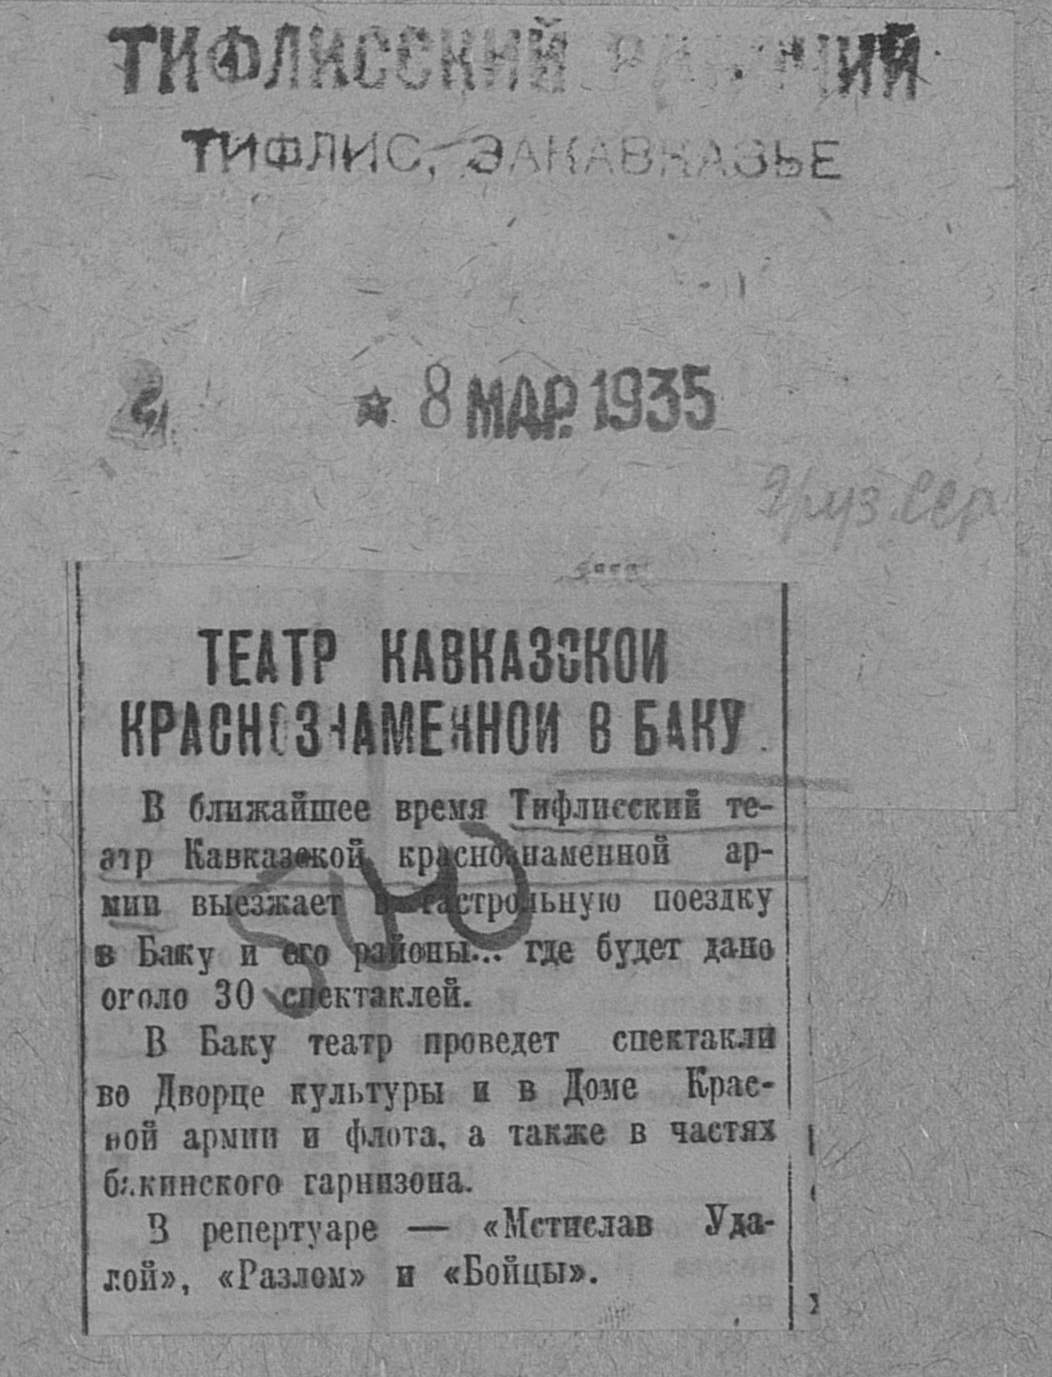 ТИФЛИССКИЙ РАБОЧИЙ
ТИФЛИС, ЗАКАВКАЗЬЕ
8 МАР. 1935
Груз. сер
ТЕАТР КАВКАЗСКОЙ
КРАСНОЗНАМЕННОЙ В БАКУ
В ближайшее время Тифлисский те-
атр Кавказской краснознаменной ар-
мии выезжает в гастрольную поездку
в Баку и его районы... где будет дано
около 30 спектаклей.
В Баку театр проведет спектакли
во Дворце культуры и в Доме Крас-
ной армии и флота, а также в частях
бакинского гарнизона.
В репертуаре — «Мстислав Уда-
лой», «Разлом» и «Бойцы».